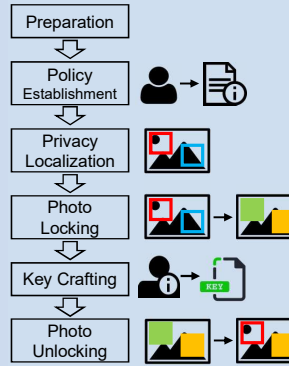 Preparation
Policy
Establishment
Privacy
Localization
Photo
Locking
Key Crafting
KEY
Photo
Unlocking